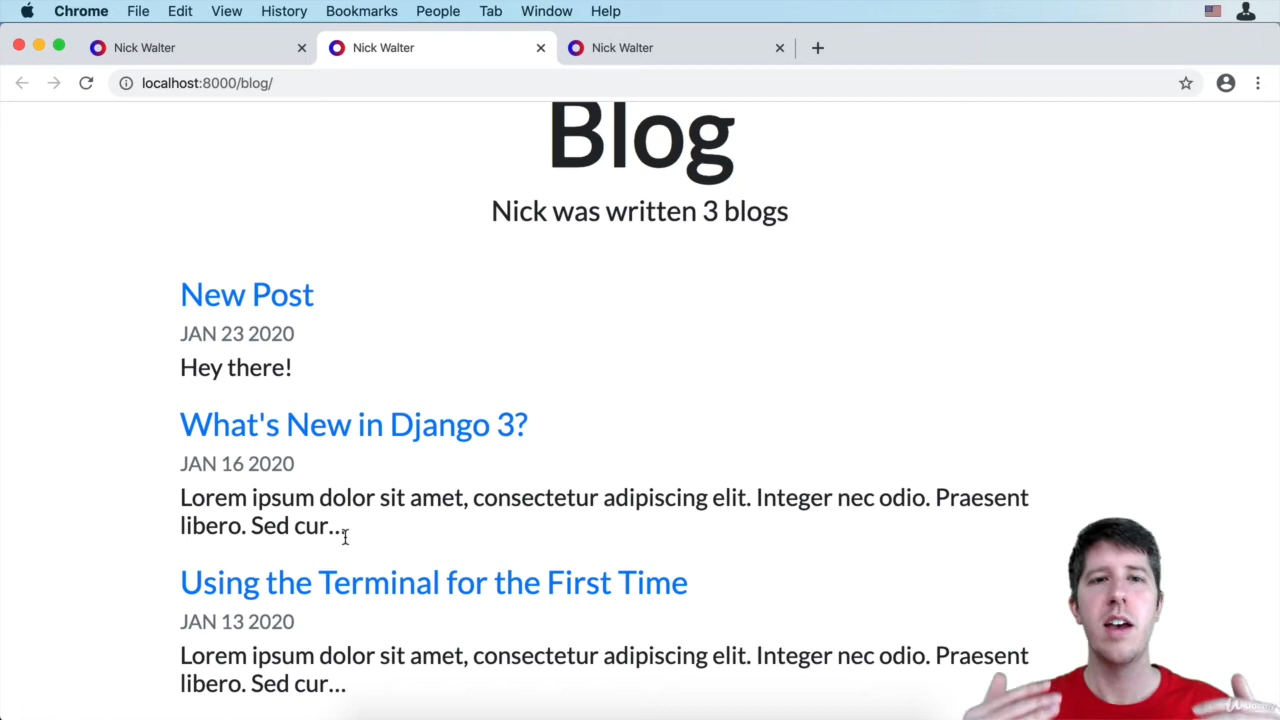 Chrome File Edit View History Bookmarks People Tab Window Help
Nick Walter Nick Walter Nick Walter
localhost:8000/blog/
Blog
Nick was written 3 blogs
New Post
JAN 23 2020
Hey there!
What's New in Django 3?
JAN 16 2020
Lorem ipsum dolor sit amet, consectetur adipiscing elit. Integer nec odio. Praesent
libero. Sed cur...
Using the Terminal for the First Time
JAN 13 2020
Lorem ipsum dolor sit amet, consectetur adipiscing elit. Integer nec odio. Praesent
libero. Sed cur...